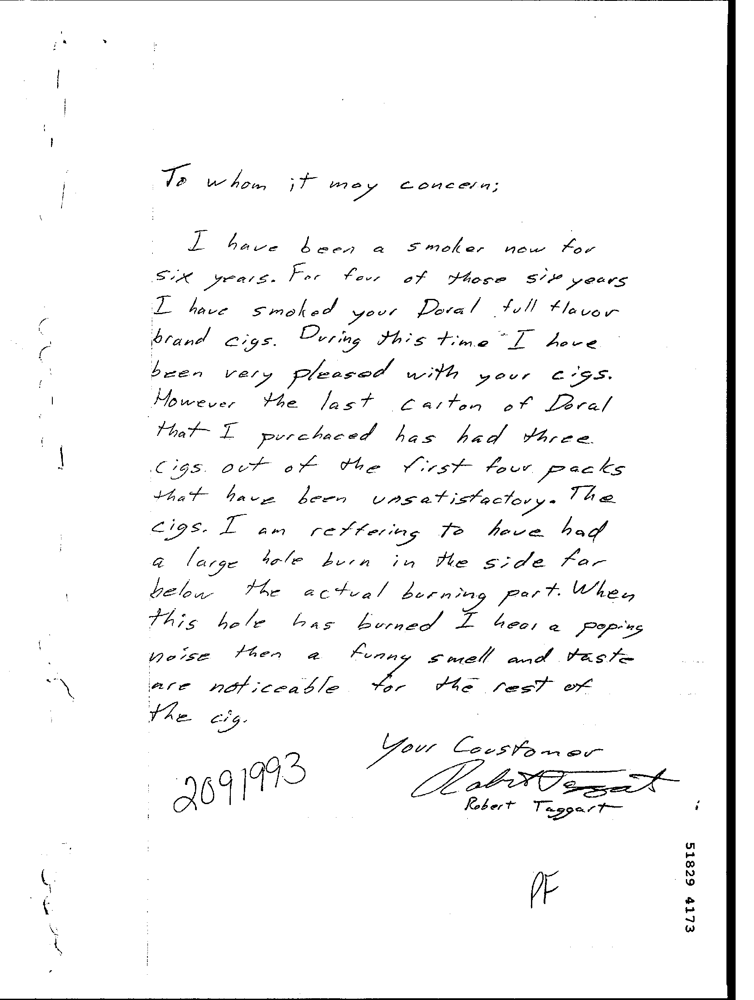 To whom it may concern;
I have been a smoker now for
six years. For four of those six years
I have smoked your Doral full flavor
brand cigs. During this time I have
been very pleased with your cigs.
However the last carton of Doral
that I purchaced has had three
cigs. out of the first four packs
that have been unsatisfactory. The
cigs. I am reffering to have had
a large hole burn in the side far
below the actual burning part. When
this hole has burned I hear a poping
noise then a funny smell and taste
are noticeable for the rest of
the cig.
Your Coustomer
Robert Taggart
Robert Taggart
2091993
PF
51829 4173